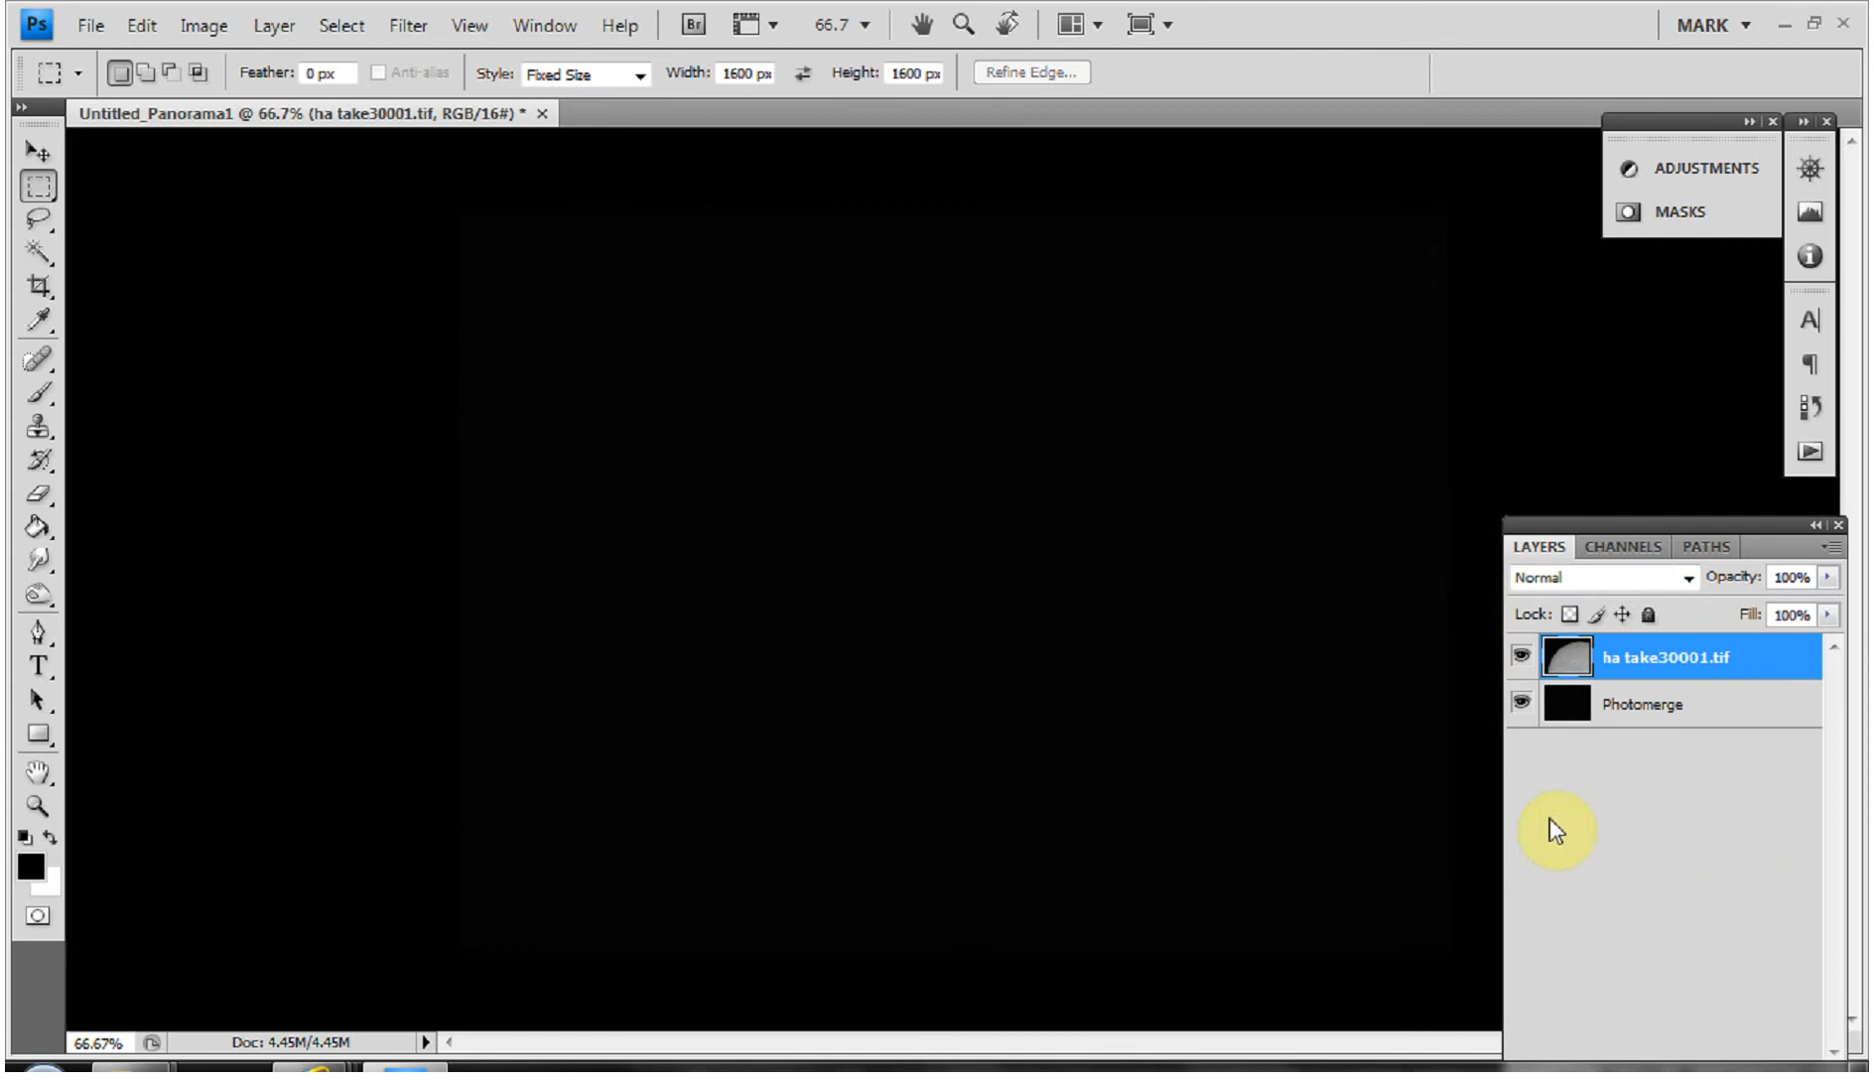 Ps File Edit Image Layer Select Filter View Window Help Br 66.7 MARK
Feather: 0 px Anti-alias Style: Fixed Size Width: 1600 px Height: 1600 px Refine Edge...
Untitled_Panorama1 @ 66.7% (ha take30001.tif, RGB/16#) *
ADJUSTMENTS
MASKS
LAYERS CHANNELS PATHS
Normal Opacity: 100%
Lock: Fill: 100%
ha take30001.tif
Photomerge
66.67% Doc: 4.45M/4.45M